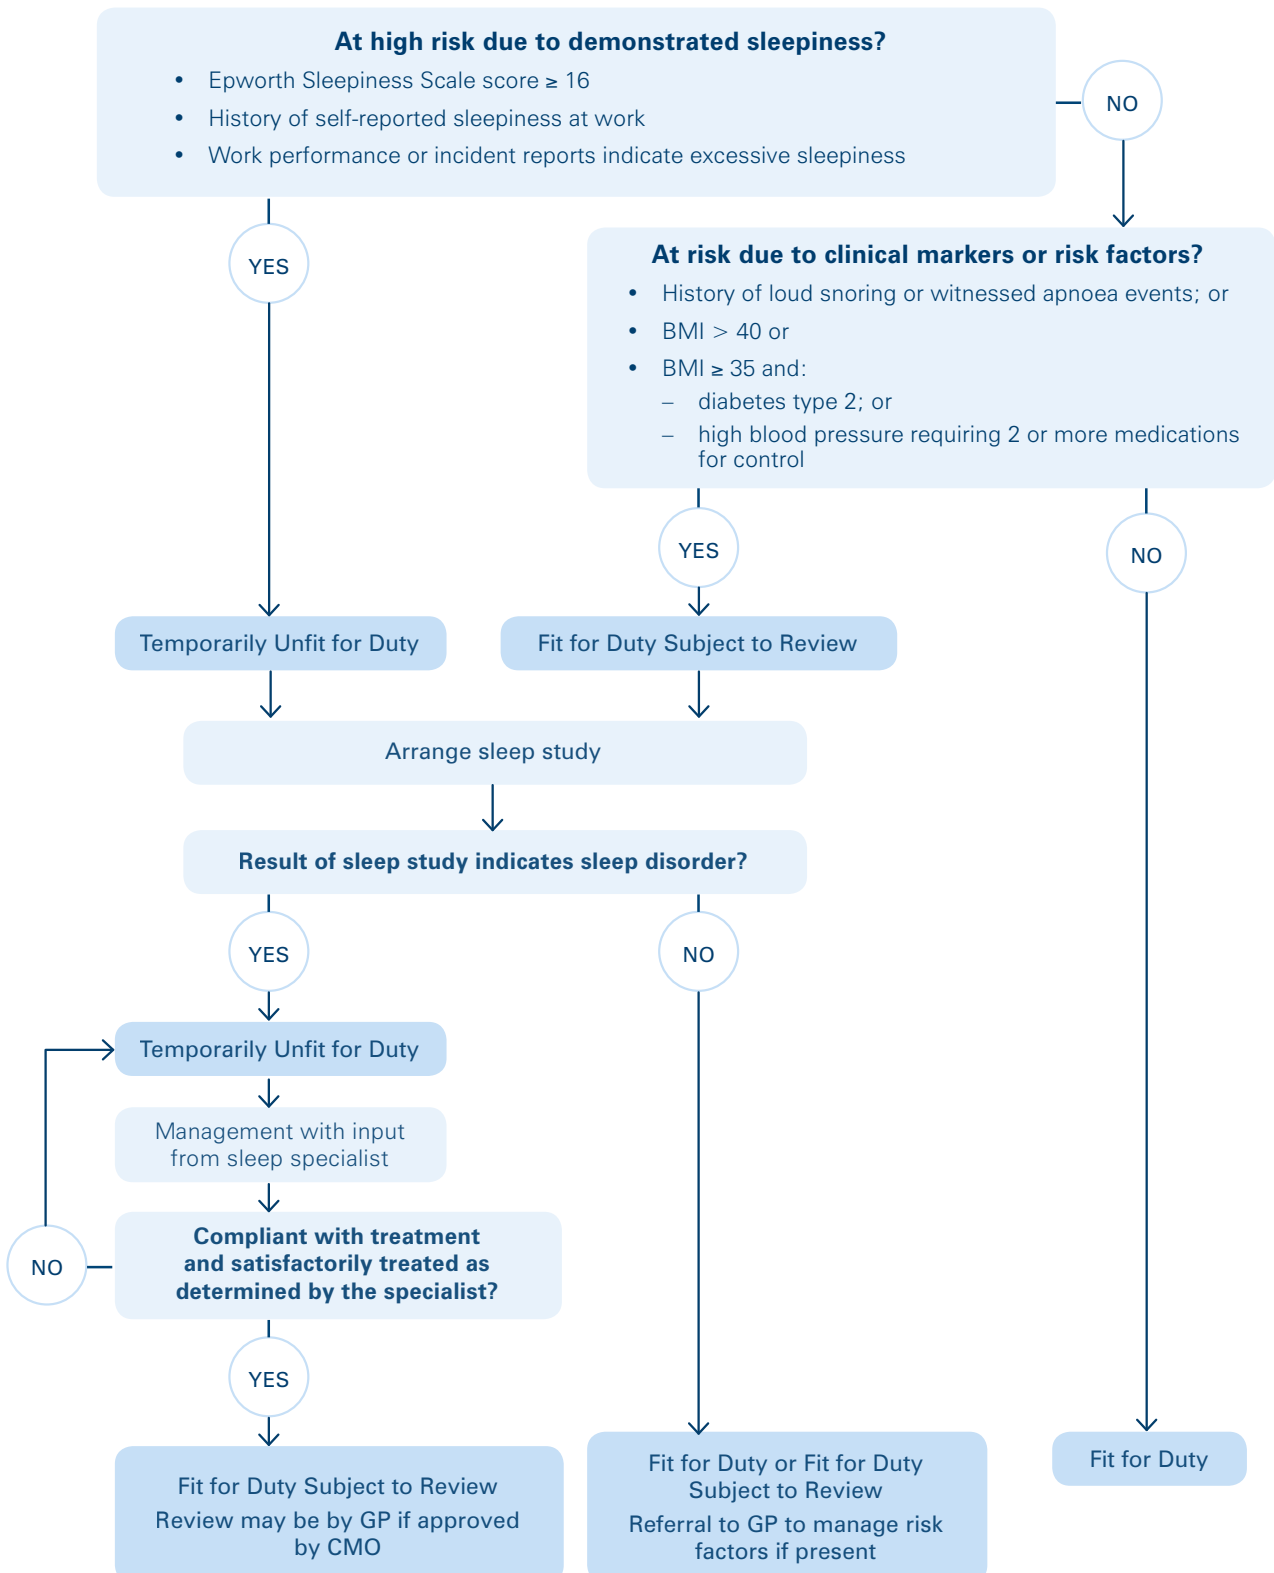 At high risk due to demonstrated sleepiness?
• Epworth Sleepiness Scale score ≥ 16
• History of self-reported sleepiness at work
• Work performance or incident reports indicate excessive sleepiness
NO
YES
At risk due to clinical markers or risk factors?
• History of loud snoring or witnessed apnoea events; or
• BMI > 40 or
• BMI ≥ 35 and:
– diabetes type 2; or
– high blood pressure requiring 2 or more medications
for control
YES
NO
Temporarily Unfit for Duty
Fit for Duty Subject to Review
Arrange sleep study
Result of sleep study indicates sleep disorder?
YES
NO
Temporarily Unfit for Duty
Management with input
from sleep specialist
Compliant with treatment
and satisfactorily treated as
determined by the specialist?
NO
YES
Fit for Duty Subject to Review
Review may be by GP if approved
by CMO
Fit for Duty or Fit for Duty
Subject to Review
Referral to GP to manage risk
factors if present
Fit for Duty